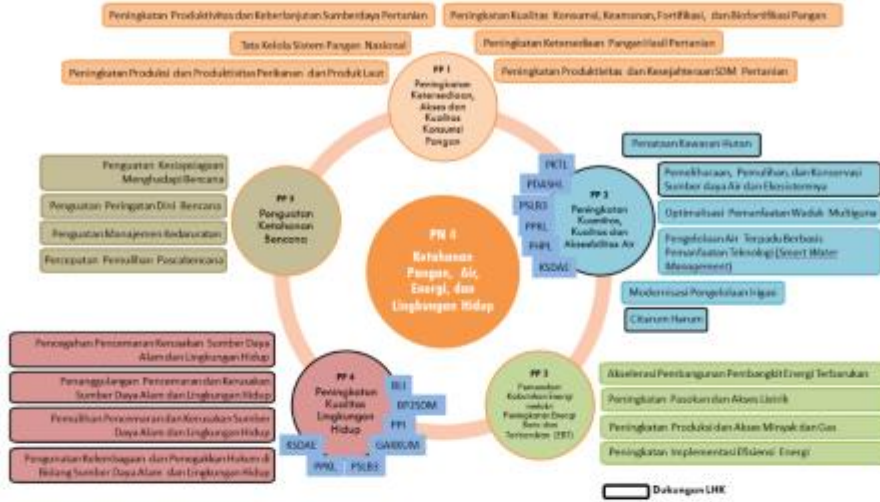 Peningkatan Produktivitas dan Keberlanjutan Sumberdaya Pertanian
Peningkatan Kualitas Konsumsi, Keamanan, Fortifikasi, dan Biofortifikasi Pangan
Tata Kelola Sistem Pangan Nasional
Peningkatan Ketersediaan Pangan Hasil Pertanian
Peningkatan Produksi dan Produktivitas Perikanan dan Produk Laut
Peningkatan Produktivitas dan Kesejahteraan SDM Pertanian
PP 1
Peningkatan
Ketersediaan,
Akses dan
Kualitas
Konsumsi
Pangan
Penguatan Kesiapsiagaan
Menghadapi Bencana
Penguatan Peringatan Dini Bencana
Penguatan Manajemen Kedaruratan
Percepatan Pemulihan Pascabencana
PP 5
Penguatan
Ketahanan
Bencana
PN 4
Ketahanan
Pangan, Air,
Energi, dan
Lingkungan Hidup
PKTL
PDASHL
PSLB3
PPKL
PHPL
KSDAE
PP 2
Peningkatan
Kuantitas,
Kualitas dan
Aksesibilitas Air
Penataan Kawasan Hutan
Pemeliharaan, Pemulihan, dan Konservasi
Sumber daya Air dan Ekosistemnya
Optimalisasi Pemanfaatan Waduk Multiguna
Pengelolaan Air Terpadu Berbasis
Pemanfaatan Teknologi (Smart Water
Management)
Modernisasi Pengelolaan Irigasi
Citarum Harum
Pencegahan Pencemaran Kerusakan Sumber Daya
Alam dan Lingkungan Hidup
Penanggulangan Pencemaran dan Kerusakan
Sumber Daya Alam dan Lingkungan Hidup
Pemulihan Pencemaran dan Kerusakan Sumber
Daya Alam dan Lingkungan Hidup
Penguatan Kelembagaan dan Penegakkan Hukum di
Bidang Sumber Daya Alam dan Lingkungan Hidup
PP 4
Peningkatan
Kualitas
Lingkungan
Hidup
BLI
BP2SDM
PPI
GAKKUM
PSLB3
PPKL
KSDAE
PP 3
Pemenuhan
Kebutuhan Energi
melalui
Peningkatan Energi
Baru dan
Terbarukan (EBT)
Akselerasi Pembangunan Pembangkit Energi Terbarukan
Peningkatan Pasokan dan Akses Listrik
Peningkatan Produksi dan Akses Minyak dan Gas
Peningkatan Implementasi Efisiensi Energi
Dukungan LHK